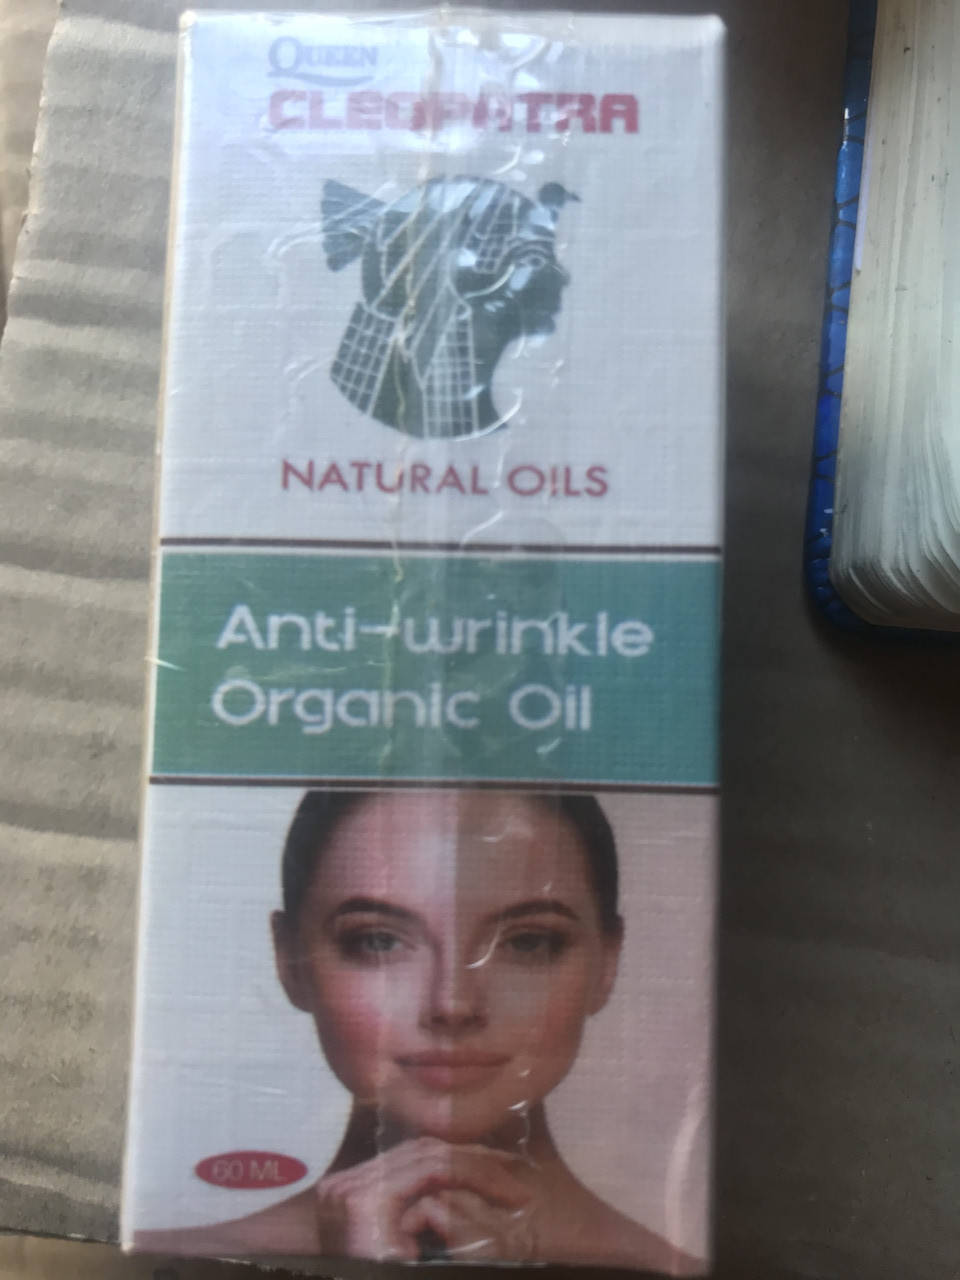 QUEEN
CLEOPATRA
NATURAL OILS
Anti-wrinkle
Organic Oil
60 ML